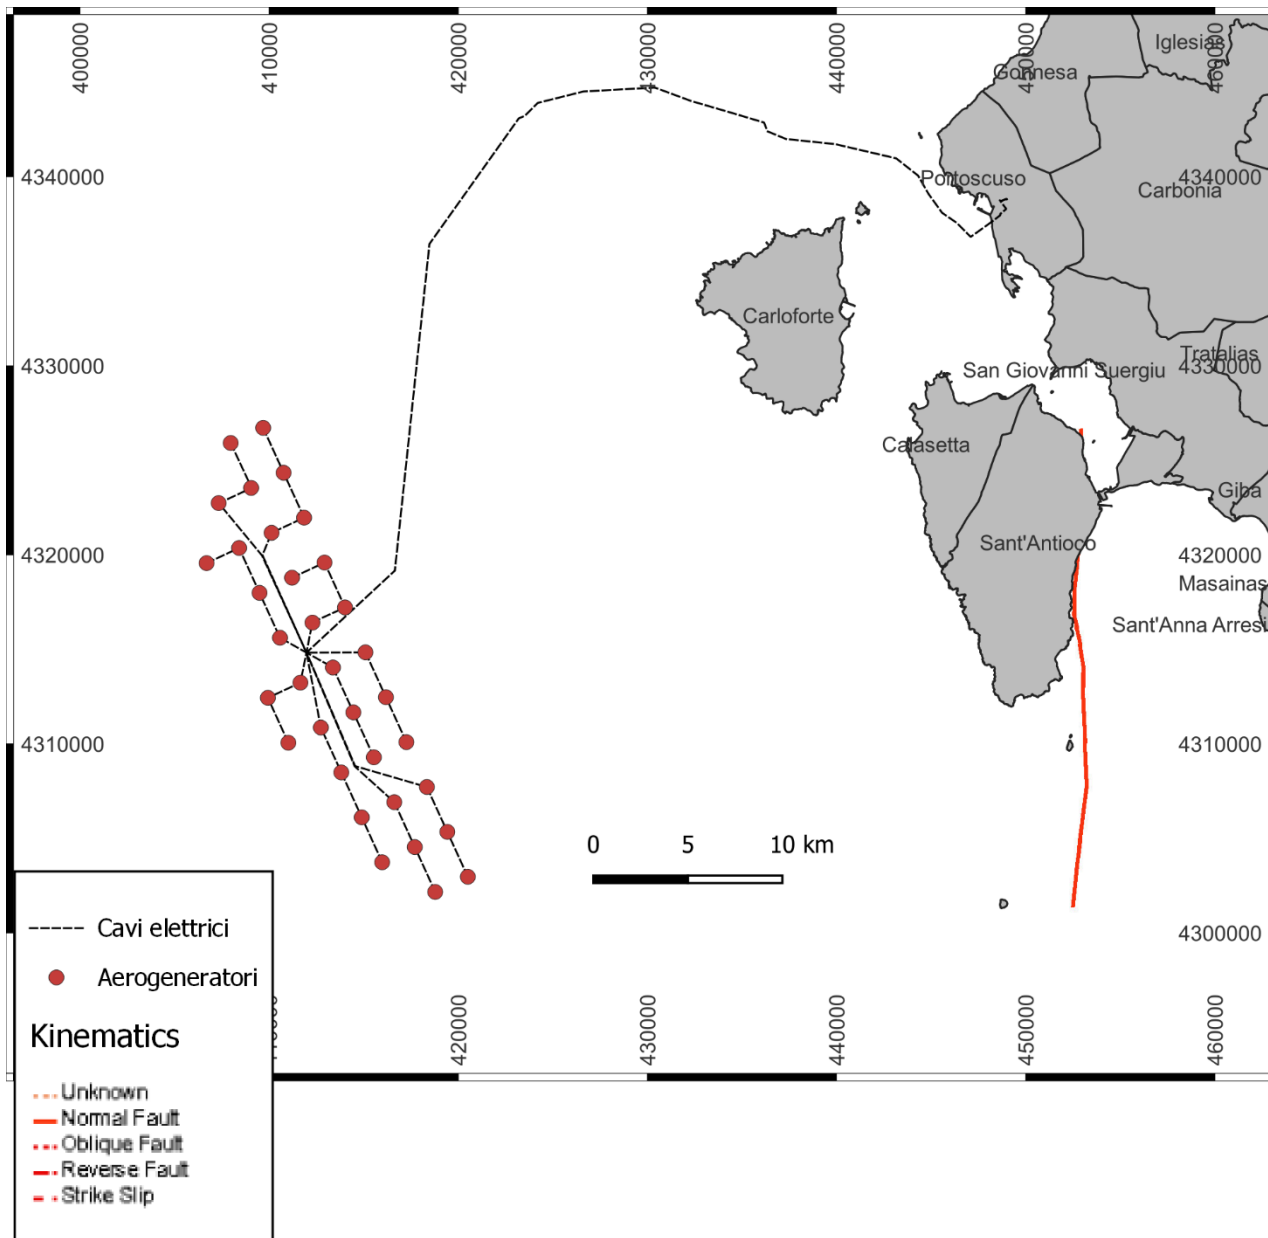 400000
410000
420000
430000
440000
450000
460000
Iglesias
Gonnesa
4340000
Portoscuso
4340000
Carbonia
Carloforte
4330000
Tratalias
4330000
San Giovanni Suergiu
Calasetta
Giba
4320000
Sant'Antioco
4320000
Masainas
Sant'Anna Arresi
4310000
4310000
0 5 10 km
4300000
Cavi elettrici
Aerogeneratori
420000
430000
440000
450000
460000
Kinematics
Unknown
Normal Fault
Oblique Fault
Reverse Fault
Strike Slip